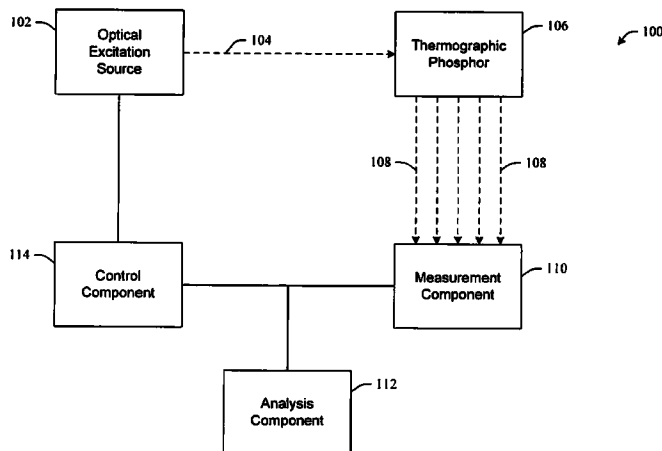 102
Optical
Excitation
Source
104
106
Thermographic
Phosphor
100
108
108
114
Control
Component
Measurement
Component
110
112
Analysis
Component